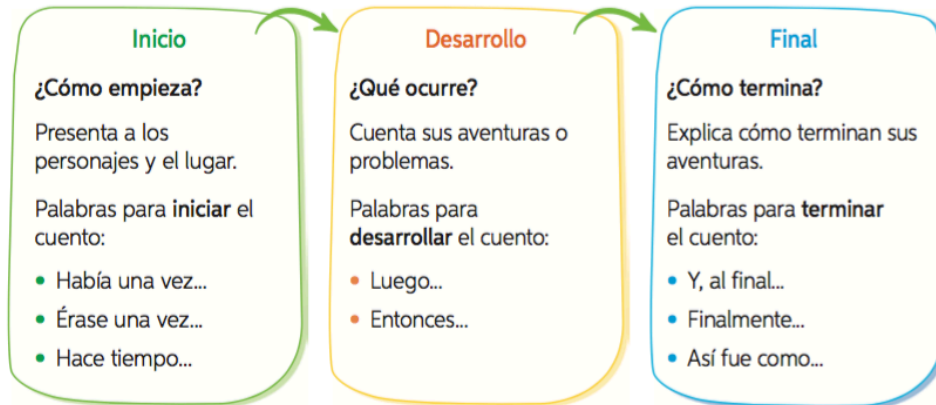 Inicio
¿Cómo empieza?
Presenta a los
personajes y el lugar.
Palabras para iniciar el
cuento:
• Había una vez...
• Érase una vez...
• Hace tiempo...
Desarrollo
¿Qué ocurre?
Cuenta sus aventuras o
problemas.
Palabras para
desarrollar el cuento:
• Luego...
• Entonces...
Final
¿Cómo termina?
Explica cómo terminan sus
aventuras.
Palabras para terminar
el cuento:
• Y, al final...
• Finalmente...
• Así fue como...